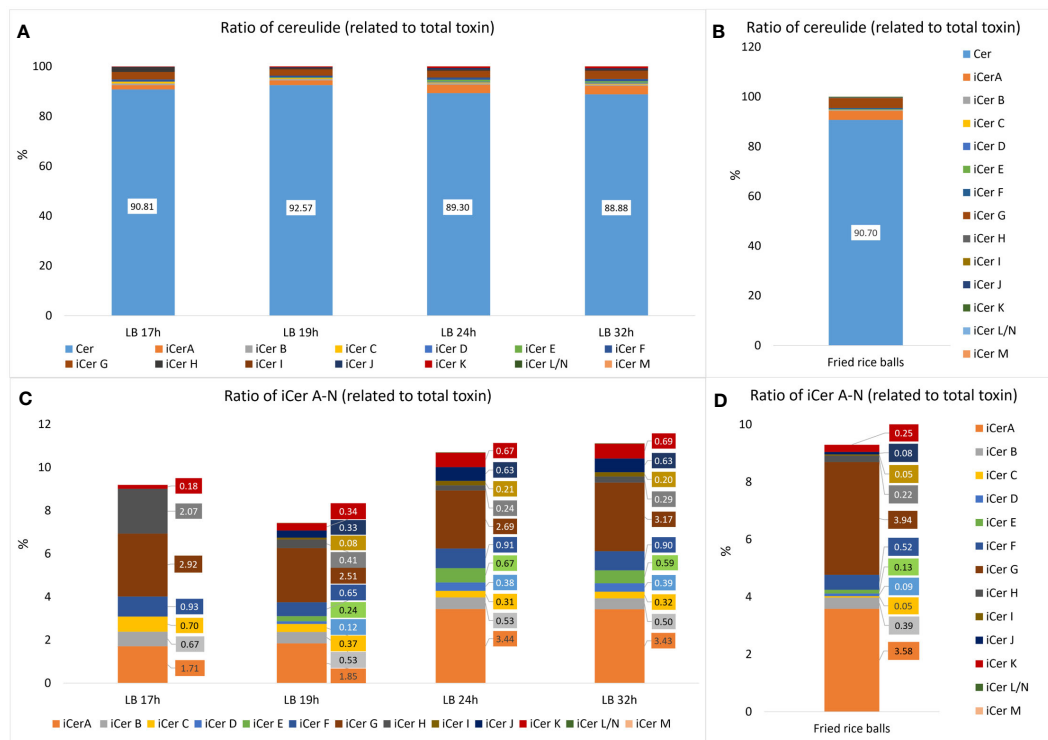 A
Ratio of cereulide (related to total toxin)
100
80
60
40
20
0
%
90.81
92.57
89.30
88.88
LB 17h
LB 19h
LB 24h
LB 32h
Cer
iCerA
iCer B
iCer C
iCer D
iCer E
iCer F
iCer G
iCer H
iCer I
iCer J
iCer K
iCer L/N
iCer M
B
Ratio of cereulide (related to total toxin)
120
100
80
60
40
20
0
%
90.70
Fried rice balls
Cer
iCerA
iCer B
iCer C
iCer D
iCer E
iCer F
iCer G
iCer H
iCer I
iCer J
iCer K
iCer L/N
iCer M
C
Ratio of iCer A-N (related to total toxin)
12
10
8
6
4
2
0
%
0.18
2.07
2.92
0.93
0.70
0.67
1.71
0.34
0.33
0.08
0.41
2.51
0.65
0.24
0.12
0.37
0.53
1.85
0.67
0.63
0.21
0.24
2.69
0.91
0.67
0.38
0.31
0.53
3.44
0.69
0.63
0.20
0.29
3.17
0.90
0.59
0.39
0.32
0.50
3.43
LB 17h
LB 19h
LB 24h
LB 32h
iCerA
iCer B
iCer C
iCer D
iCer E
iCer F
iCer G
iCer H
iCer I
iCer J
iCer K
iCer L/N
iCer M
D
Ratio of iCer A-N (related to total toxin)
10
8
6
4
2
0
%
0.25
0.08
0.05
0.22
3.94
0.52
0.13
0.09
0.05
0.39
3.58
Fried rice balls
iCerA
iCer B
iCer C
iCer D
iCer E
iCer F
iCer G
iCer H
iCer I
iCer J
iCer K
iCer L/N
iCer M